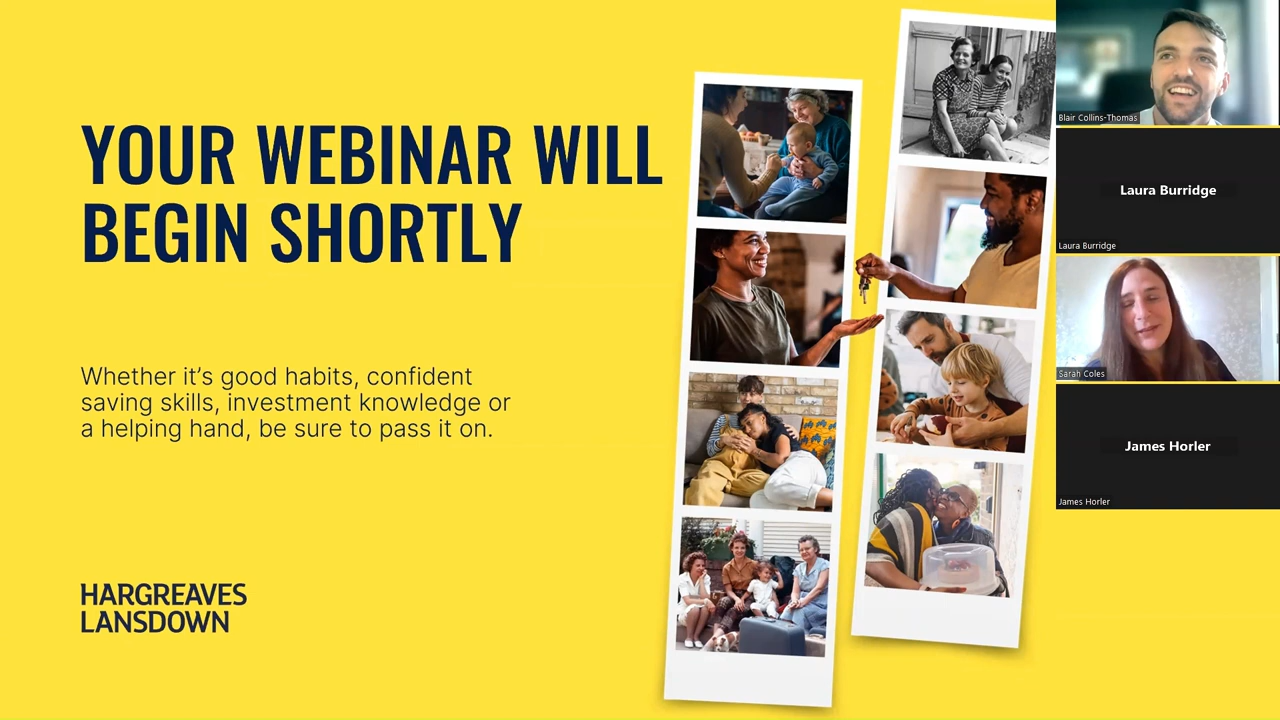 YOUR WEBINAR WILL
BEGIN SHORTLY
Whether it's good habits, confident
saving skills, investment knowledge or
a helping hand, be sure to pass it on.
HARGREAVES
LANSDOWN
Blair Collins-Thomas
Laura Burridge
Laura Burridge
Sarah Coles
James Horler
James Horler